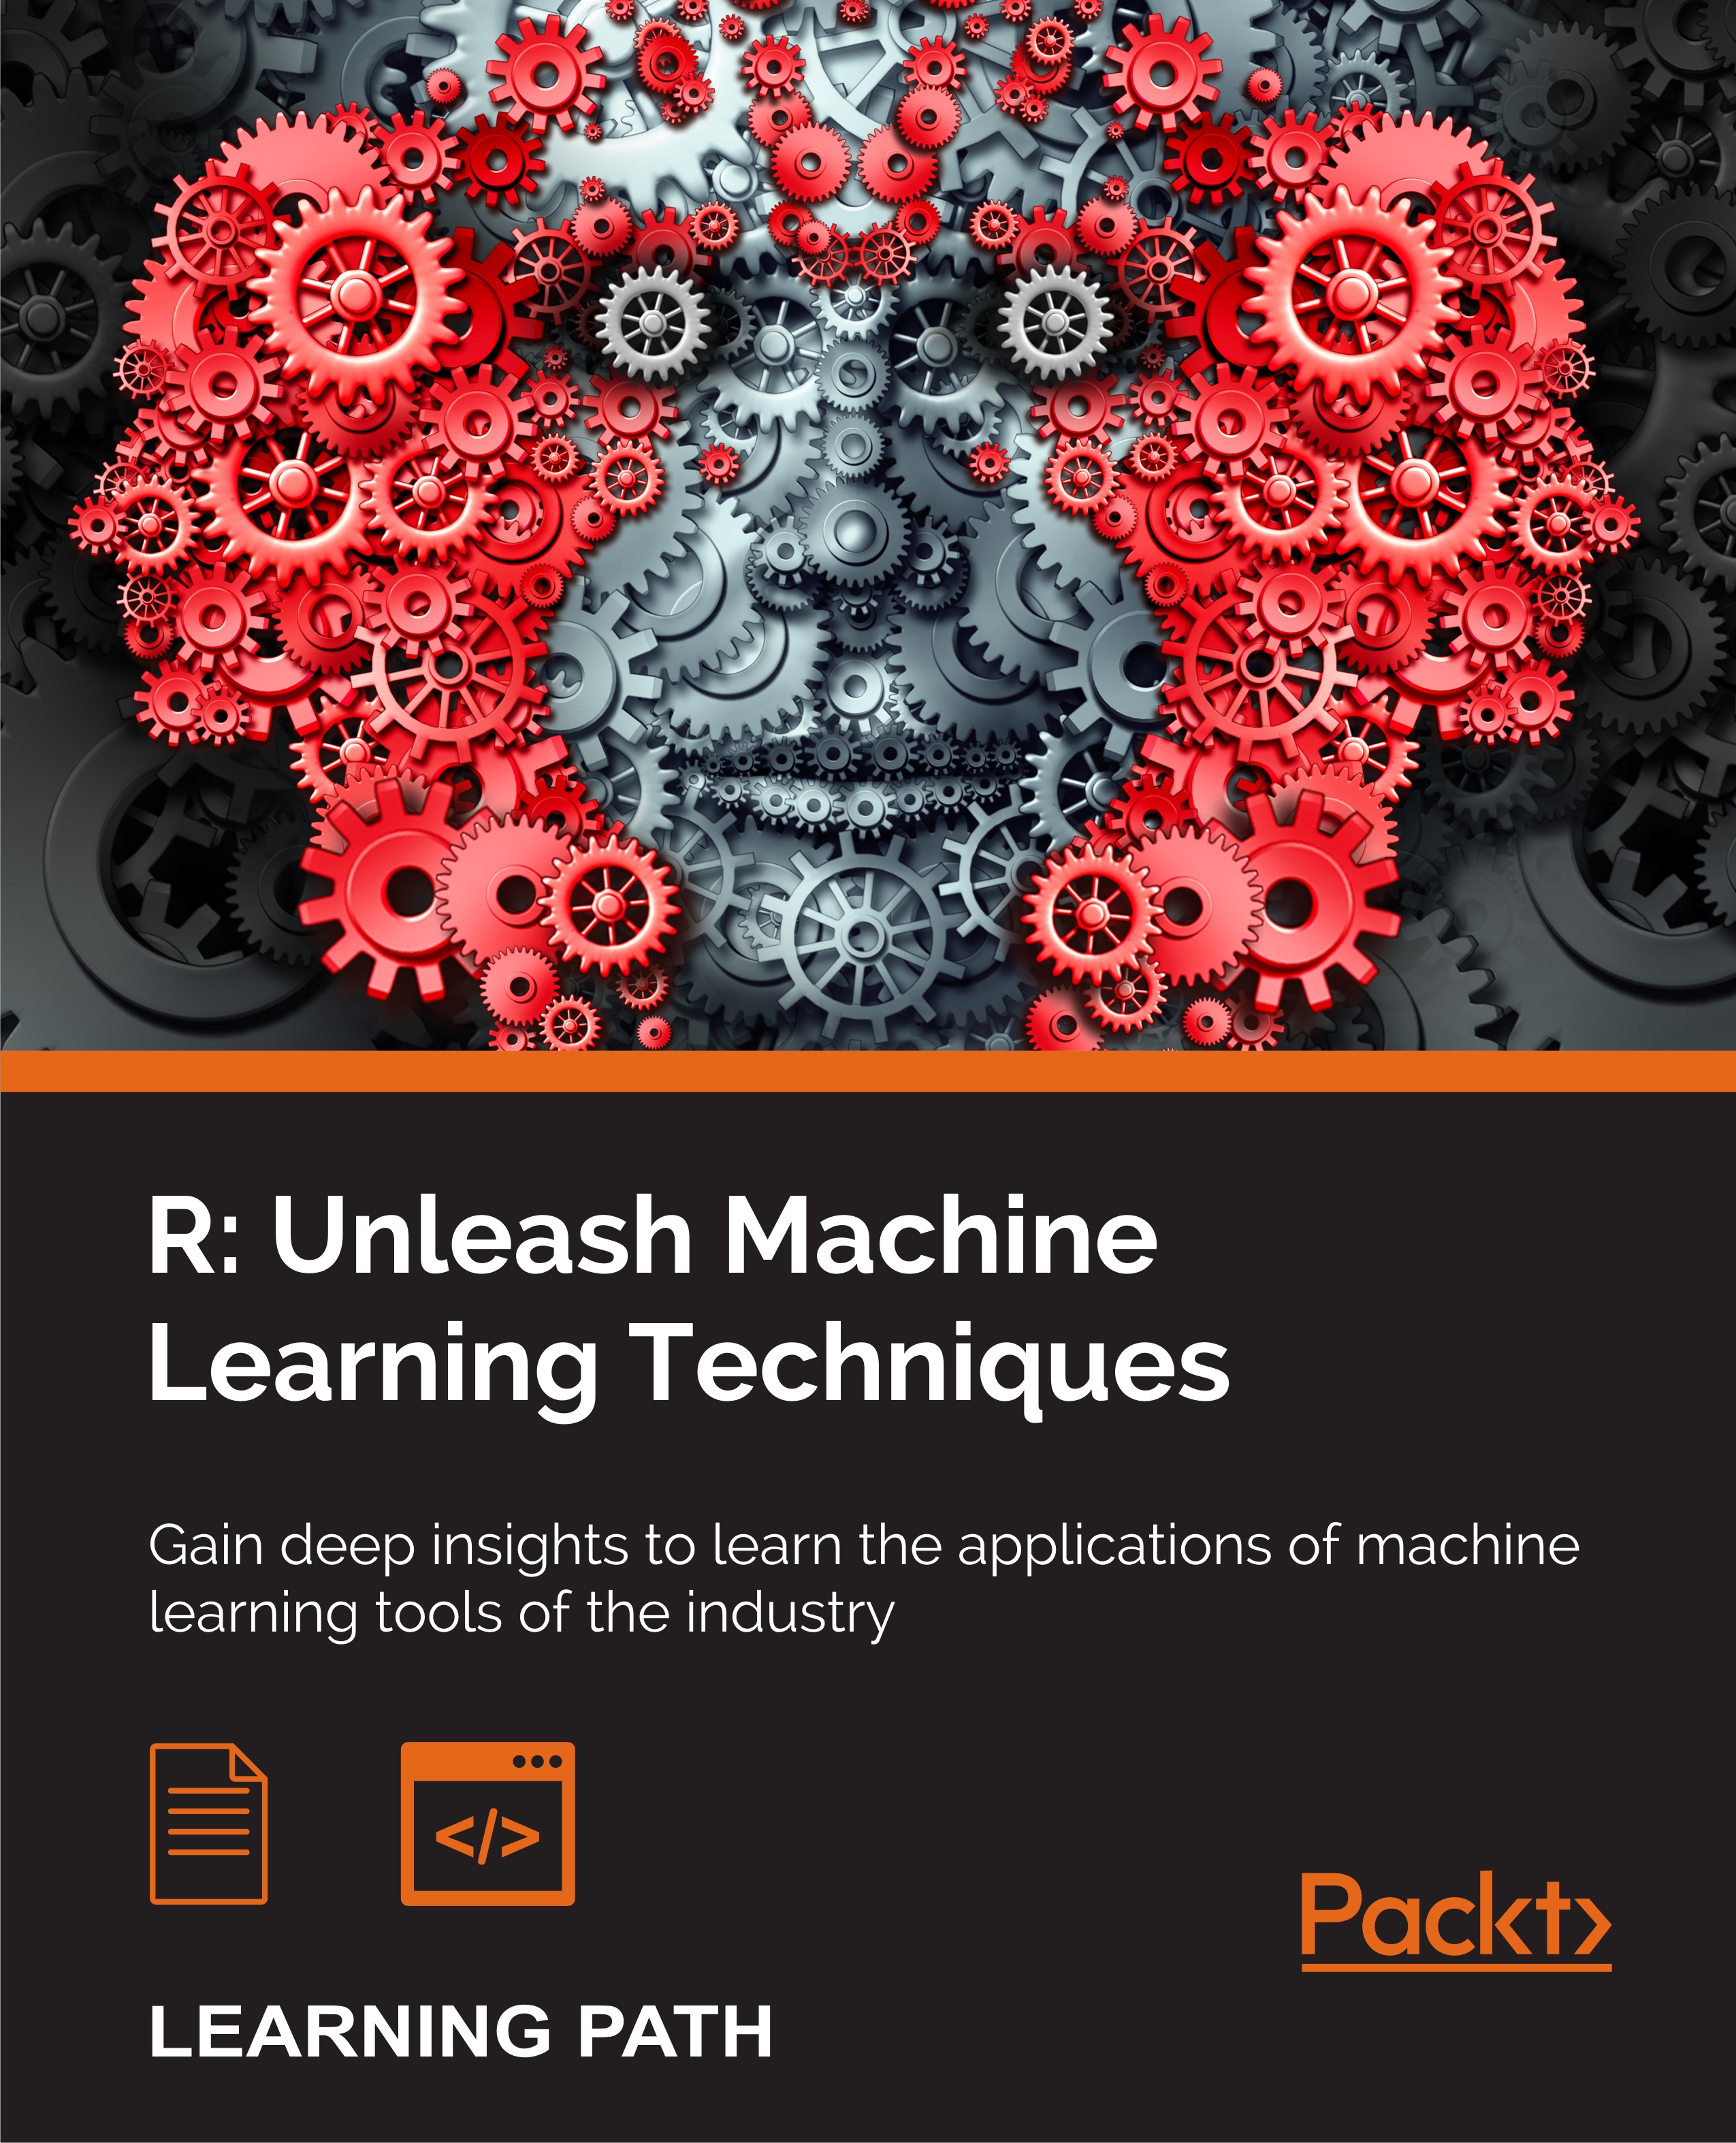 R: Unleash Machine
Learning Techniques
Gain deep insights to learn the applications of machine
learning tools of the industry
</>
Packt>
LEARNING PATH